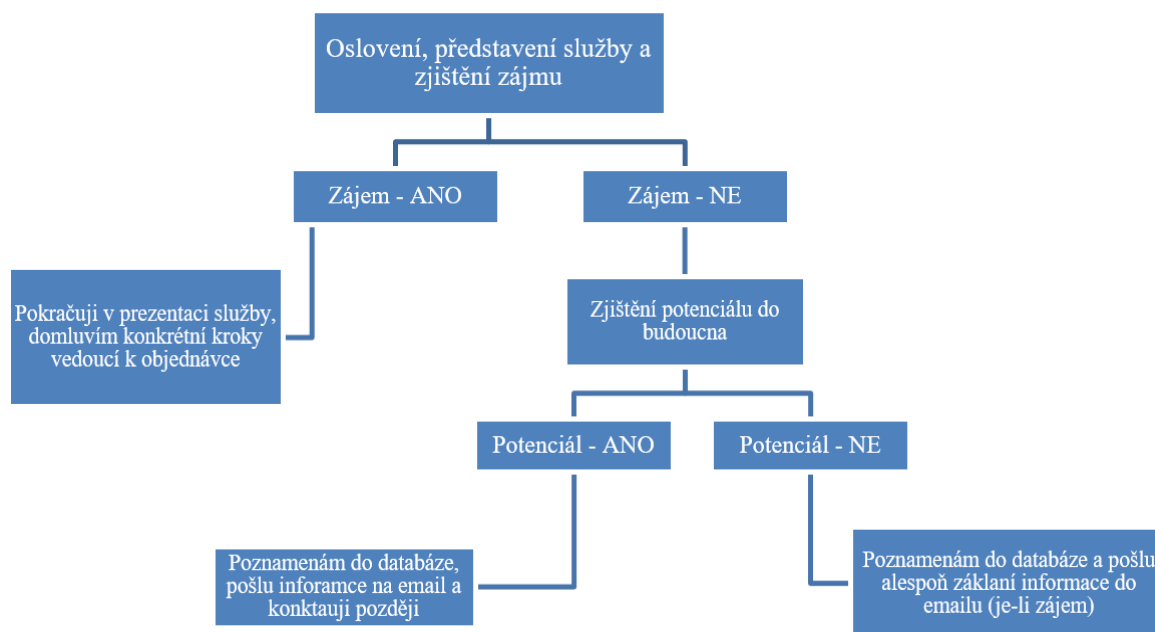 Oslovení, představení služby a
zjištění zájmu
Zájem - ANO
Zájem - NE
Pokračuji v prezentaci služby,
domluvím konkrétní kroky
vedoucí k objednávce
Zjištění potenciálu do
budoucna
Potenciál - ANO
Potenciál - NE
Poznamenám do databáze,
pošlu inforamce na email a
konktauji později
Poznamenám do databáze a pošlu
alespoň základní informace do
emailu (je-li zájem)